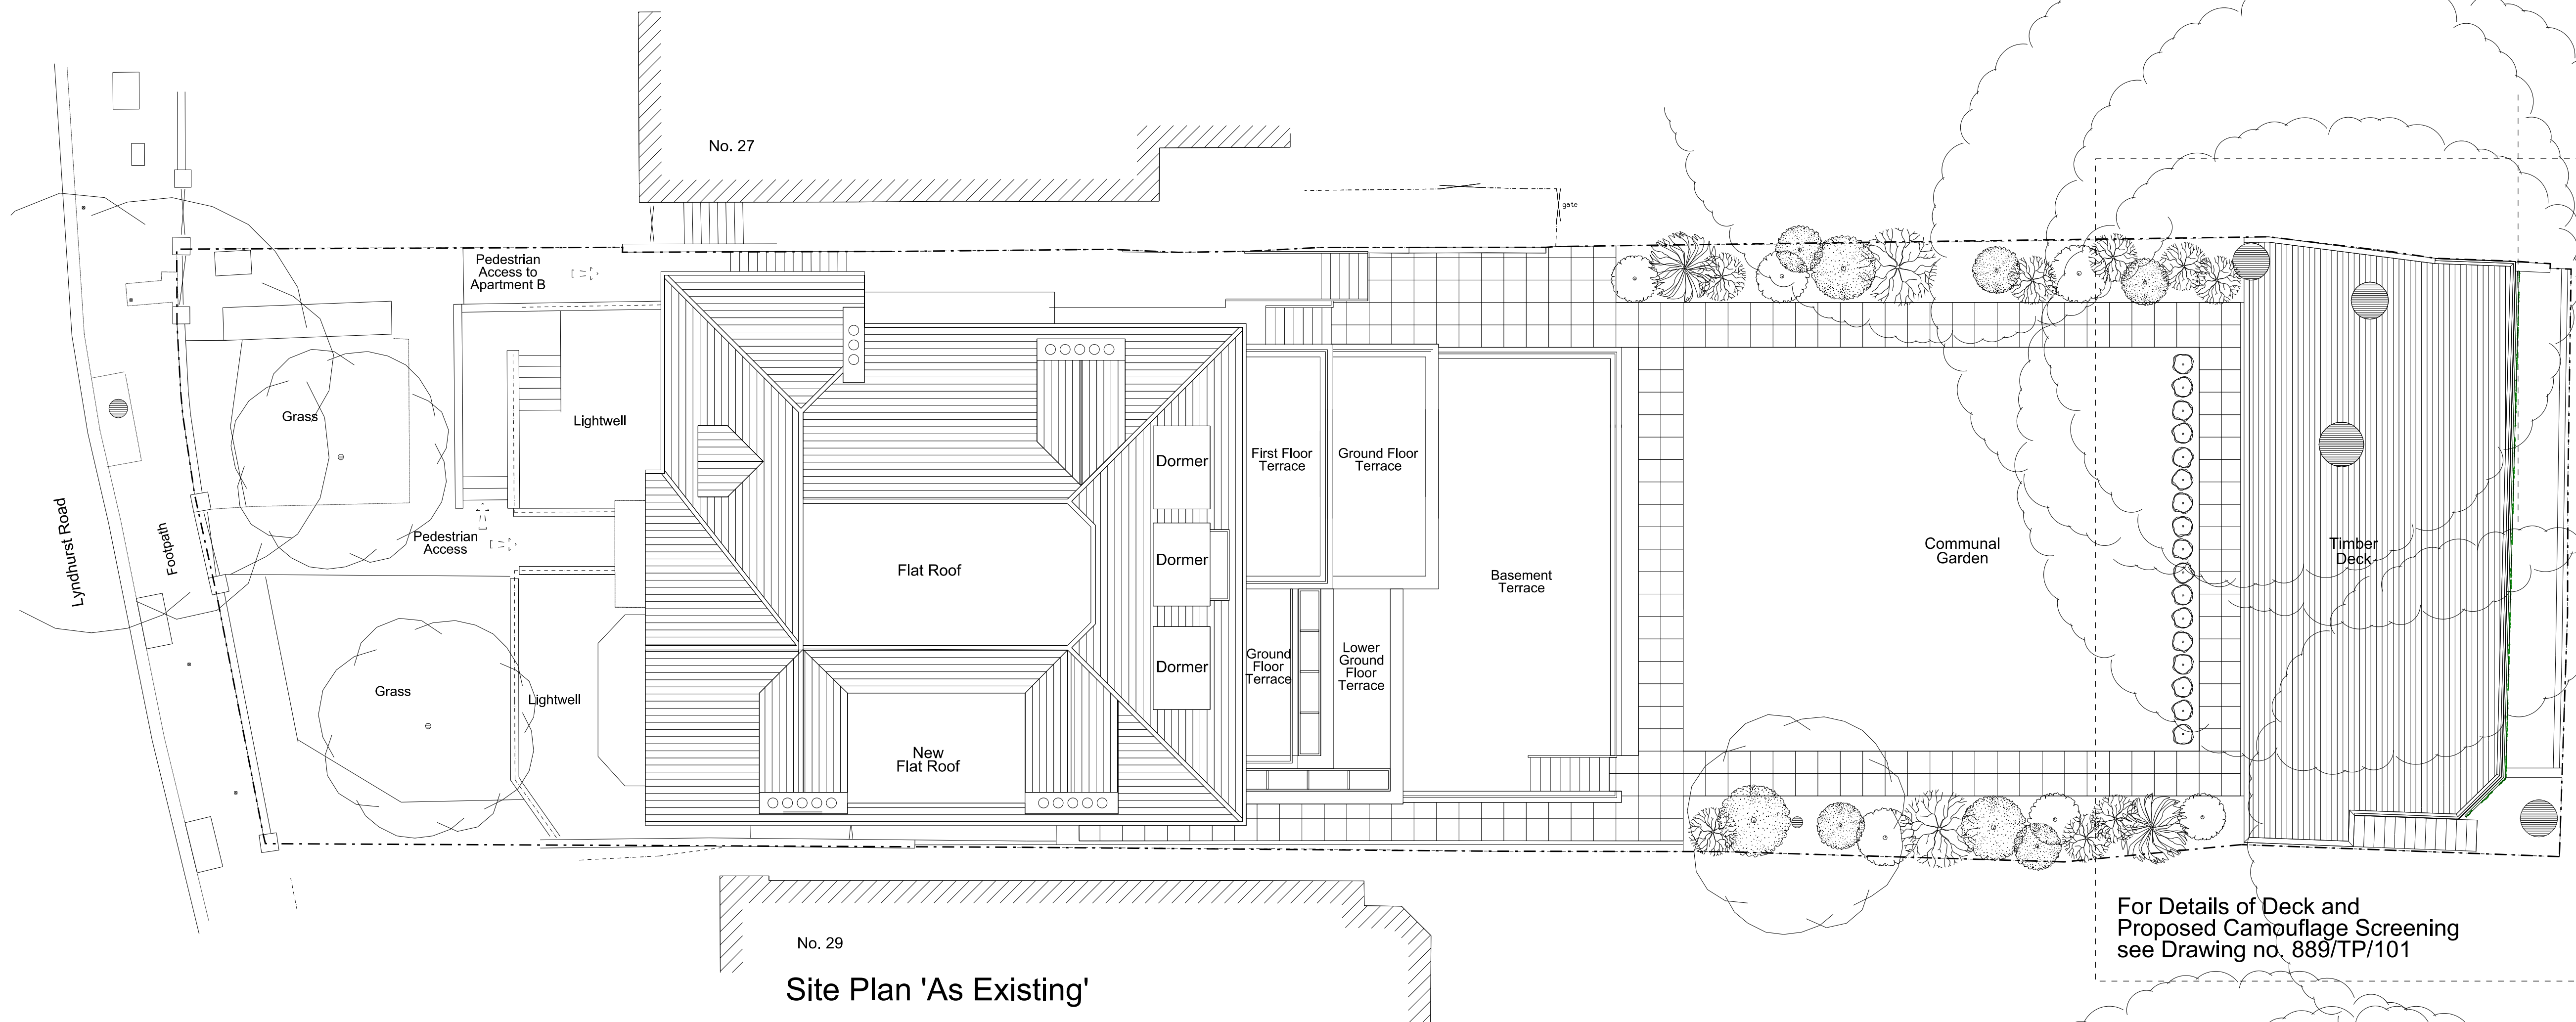 No. 27
gate
Pedestrian
Access to
Apartment B
Grass
Lightwell
Lyndhurst Road
Footpath
Pedestrian
Access
Grass
Lightwell
Flat Roof
New
Flat Roof
Dormer
Dormer
Dormer
First Floor
Terrace
Ground Floor
Terrace
Ground
Floor
Terrace
Lower
Ground
Floor
Terrace
Basement
Terrace
Communal
Garden
Timber
Deck
No. 29
Site Plan 'As Existing'
For Details of Deck and
Proposed Camouflage Screening
see Drawing no. 889/TP/101